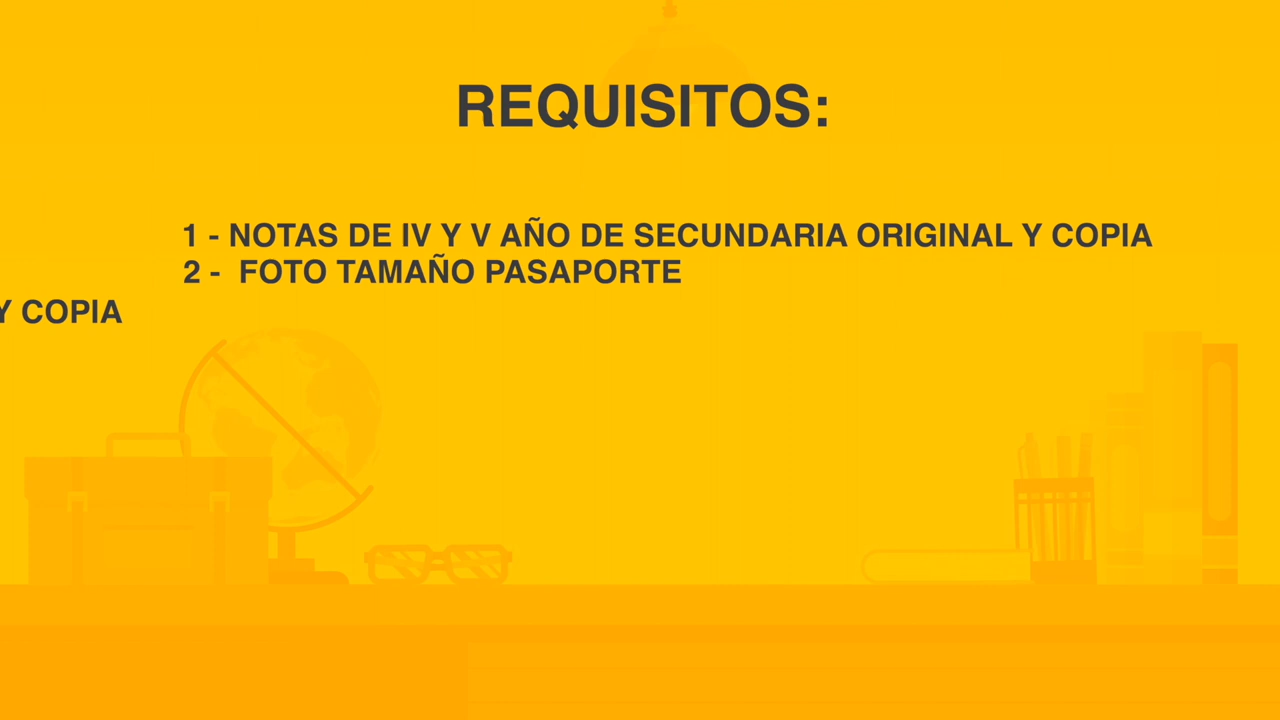 REQUISITOS:
1 - NOTAS DE IV Y V AÑO DE SECUNDARIA ORIGINAL Y COPIA
2 - FOTO TAMAÑO PASAPORTE
Y COPIA